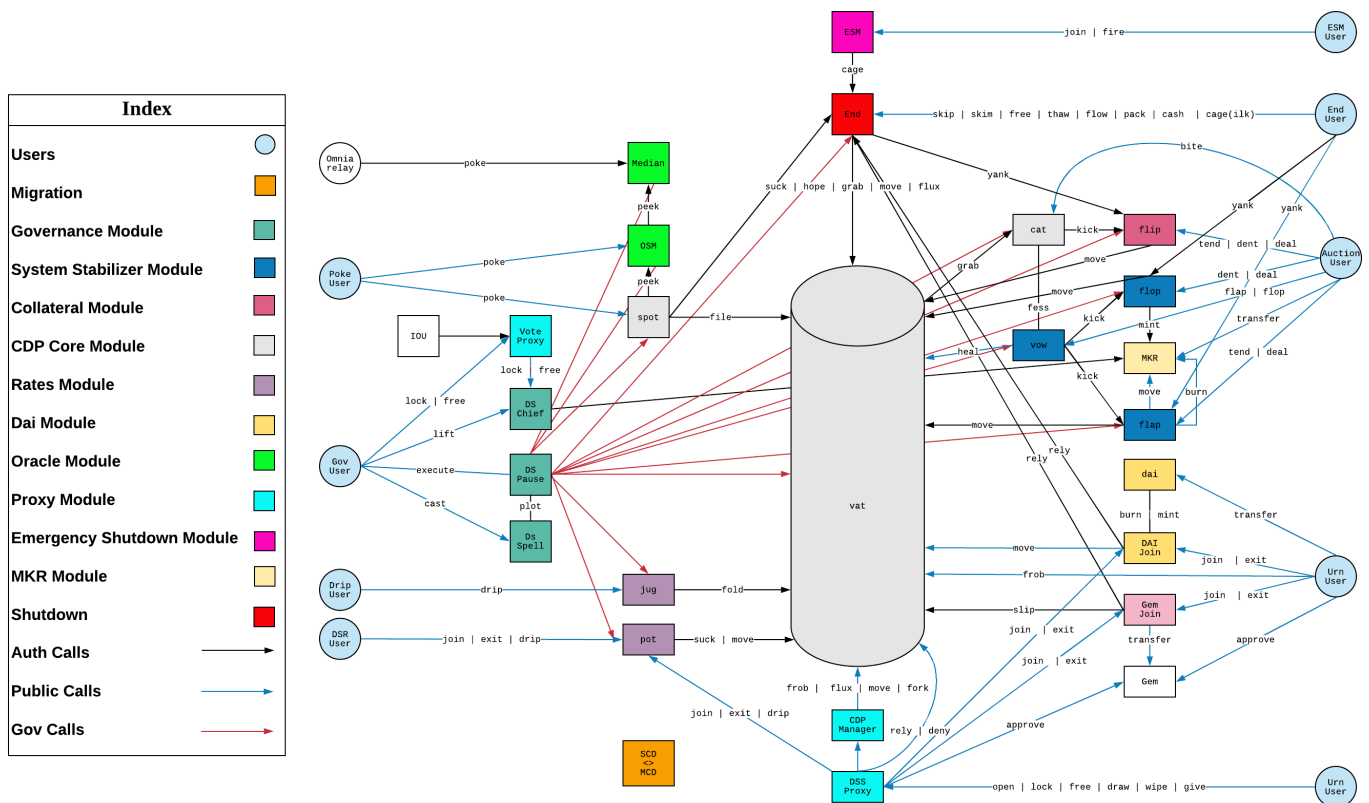 Index
Users
Migration
Governance Module
System Stabilizer Module
Collateral Module
CDP Core Module
Rates Module
Dai Module
Oracle Module
Proxy Module
Emergency Shutdown Module
MKR Module
Shutdown
Auth Calls
Public Calls
Gov Calls
ESM
join | fire
ESM
User
cage
End
skip | skim | free | thaw | flow | pack | cash | cage(ilk)
End
User
Omnia
relay
poke
Median
yank
bite
suck | hope | grab | move | flux
peek
yank
yank
OSM
cat
kick
flip
tend | dent | deal
Auction
User
Poke
User
poke
poke
peek
grab
move
dent | deal
flop
move
flap | flop
spot
file
fess
kick
mint
transfer
IOU
Vote
Proxy
vow
heal
MKR
tend | deal
lock | free
kick
move
burn
lock | free
DS
Chief
lift
move
flap
rely
rely
Gov
User
execute
DS
Pause
cast
plot
Ds
Spell
vat
dai
burn | mint
transfer
DAI
Join
move
join | exit
frob
Urn
User
Drip
User
drip
jug
fold
join | exit
Gem
Join
slip
DSR
User
join | exit | drip
pot
suck | move
join | exit
transfer
approve
join | exit
Gem
frob | flux | move | fork
join | exit | drip
CDP
Manager
rely | deny
approve
SCD
<>
MCD
DSS
Proxy
open | lock | free | draw | wipe | give
Urn
User